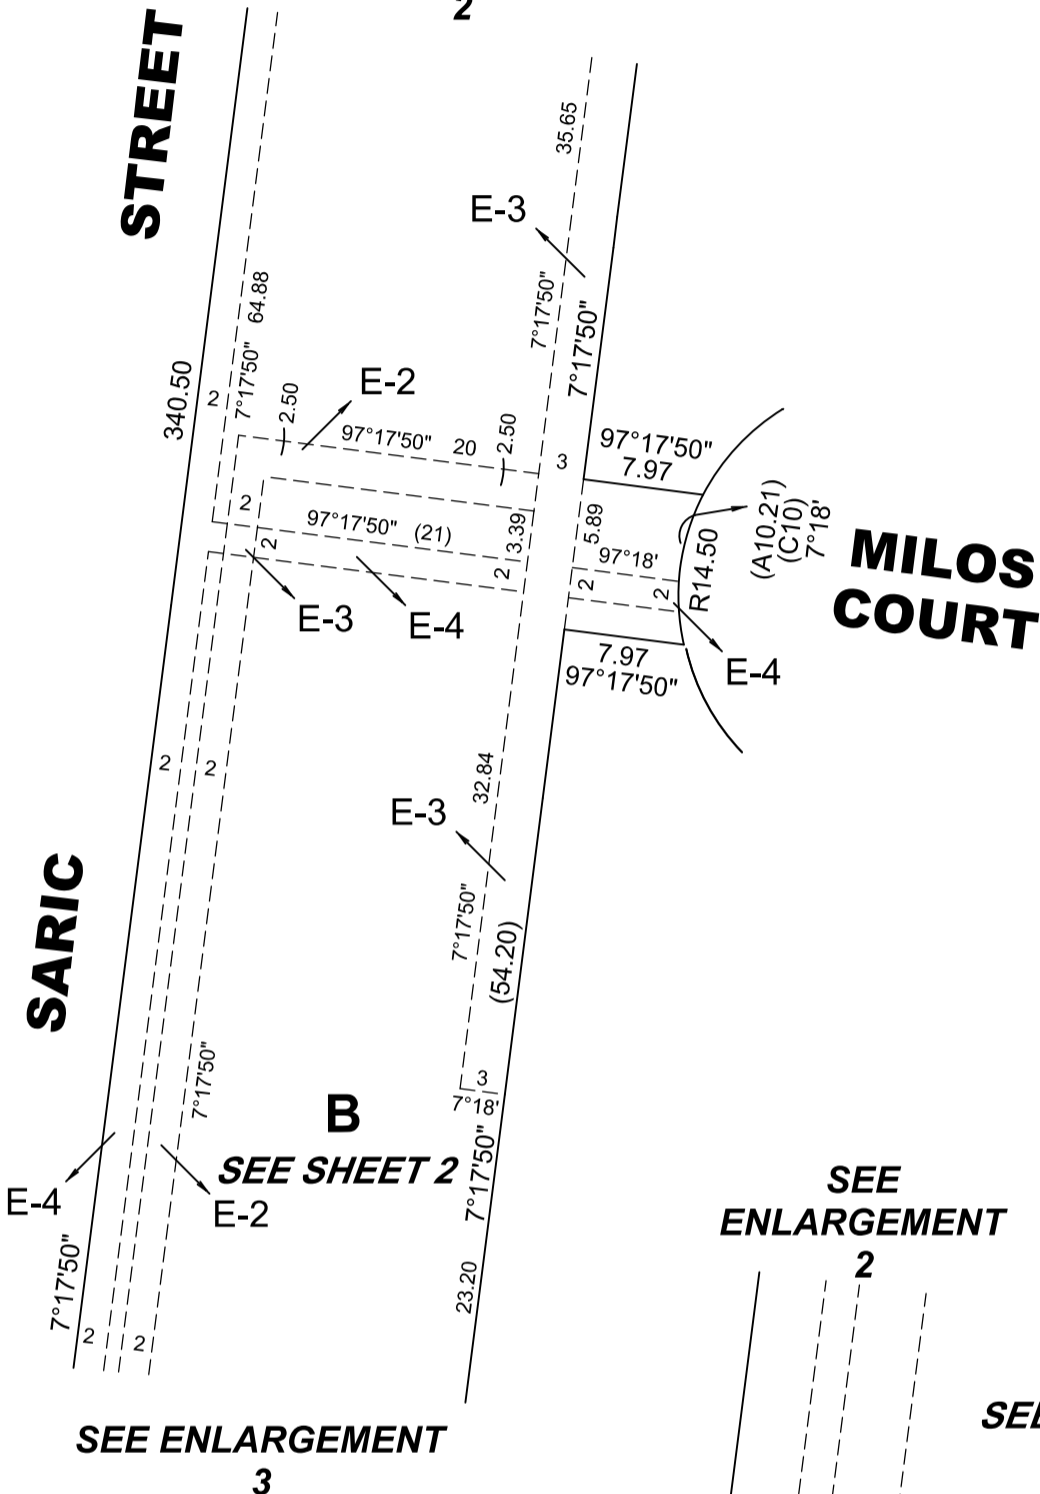 2
STREET
35.65
E-3
7°17'50"
7°17'50"
64.88
7°17'50"
340.50
2
2.50
E-2
97°17'50" 20
2.50
3
97°17'50"
7.97
2
97°17'50" (21)
3.39
5.89
97°18'
2
2
2
2
R14.50
(A10.21)
(C10)
7°18'
MILOS
COURT
E-3
E-4
7.97
97°17'50"
E-4
2
2
32.84
E-3
7°17'50"
(54.20)
SARIC
7°17'50"
3
7°18'
B
SEE SHEET 2
7°17'50"
E-4
E-2
7°17'50"
23.20
2
2
SEE
ENLARGEMENT
2
SEE ENLARGEMENT
3